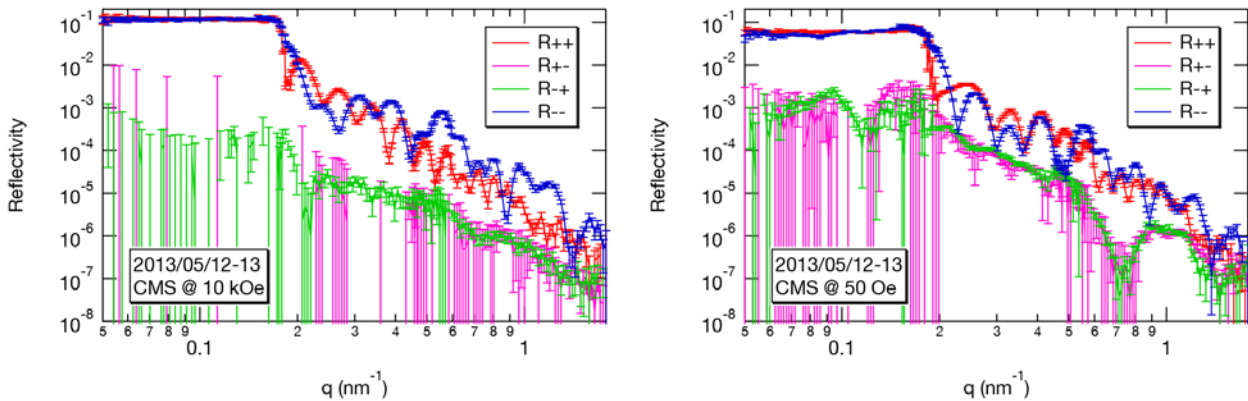 10⁻¹
10⁻²
10⁻³
10⁻⁴
10⁻⁵
10⁻⁶
10⁻⁷
10⁻⁸
Reflectivity
R++
R+-
R-+
R--
2013/05/12-13
CMS @ 10 kOe
5 6 7 8 9 2 3 4 5 6 7 8 9
0.1 1
q (nm⁻¹)
10⁻¹
10⁻²
10⁻³
10⁻⁴
10⁻⁵
10⁻⁶
10⁻⁷
10⁻⁸
Reflectivity
R++
R+-
R-+
R--
2013/05/12-13
CMS @ 50 Oe
5 6 7 8 9 2 3 4 5 6 7 8 9
0.1 1
q (nm⁻¹)